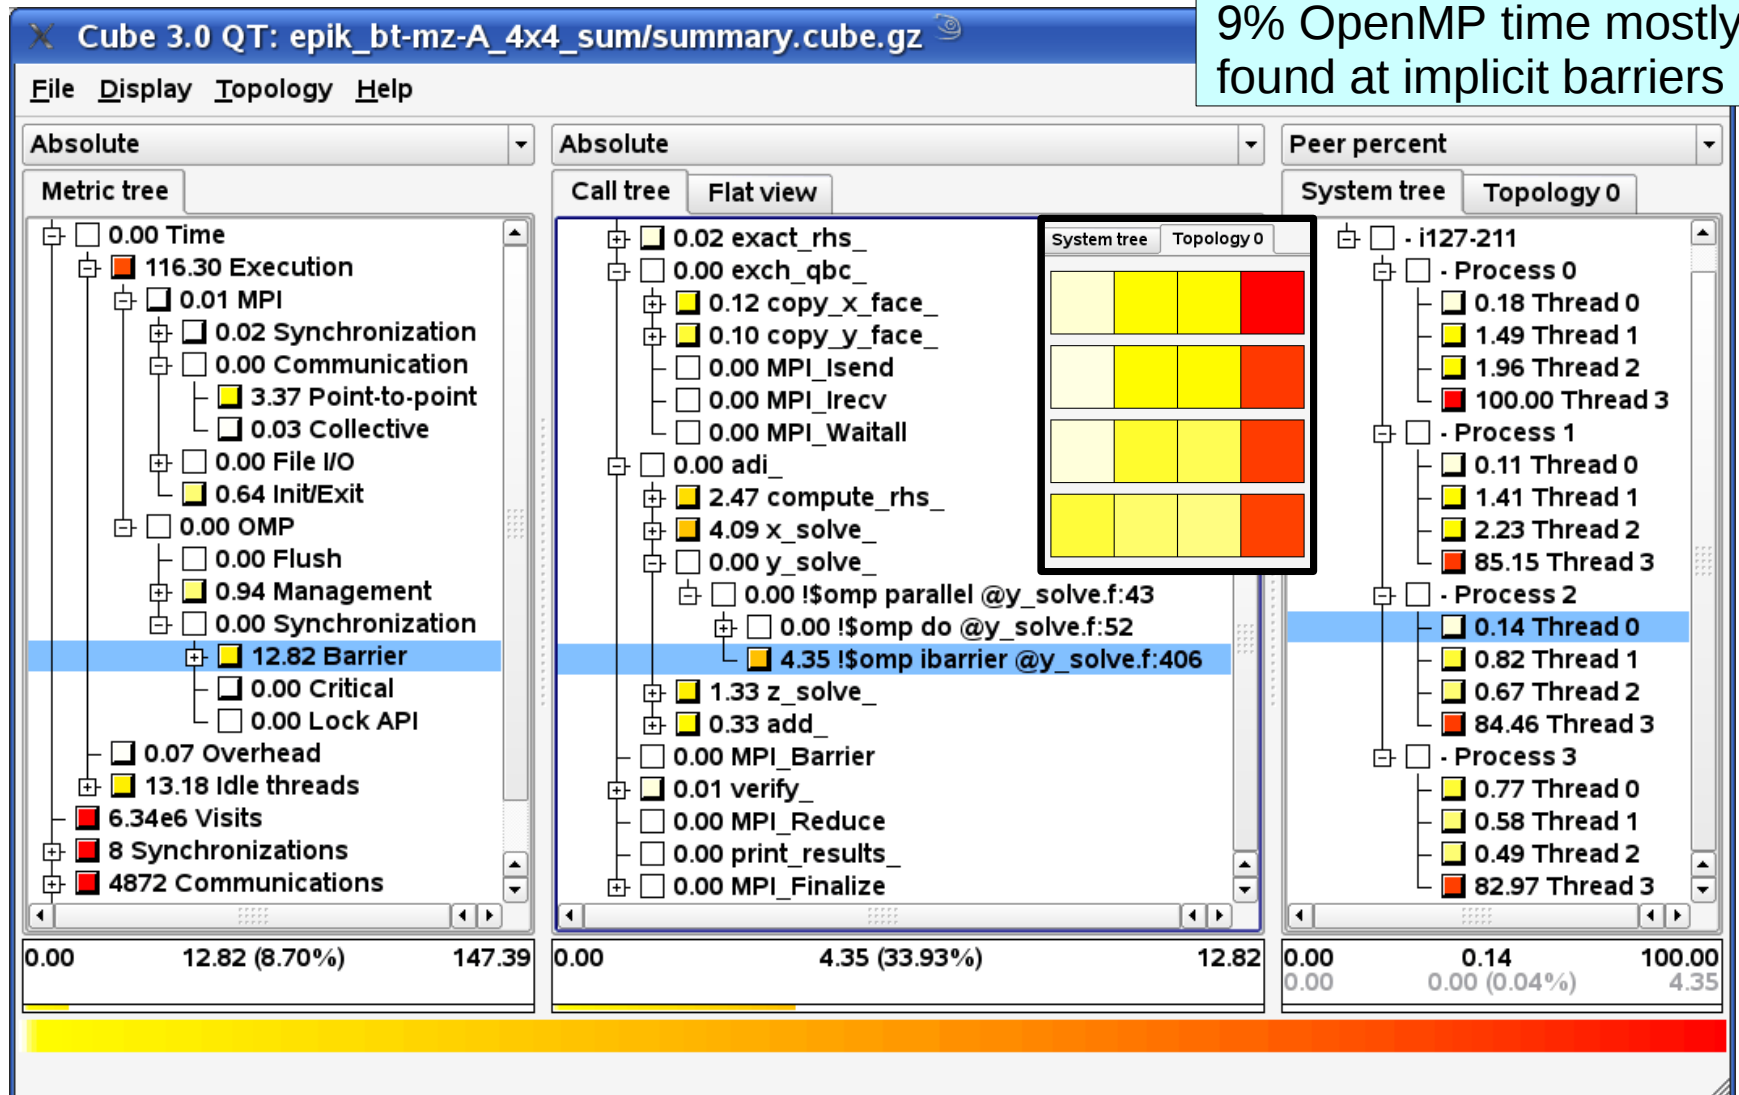 Cube 3.0 QT: epik_bt-mz-A_4x4_sum/summary.cube.gz
9% OpenMP time mostly
found at implicit barriers
File Display Topology Help
Absolute
Metric tree
0.00 Time
116.30 Execution
0.01 MPI
0.02 Synchronization
0.00 Communication
3.37 Point-to-point
0.03 Collective
0.00 File I/O
0.64 Init/Exit
0.00 OMP
0.00 Flush
0.94 Management
0.00 Synchronization
12.82 Barrier
0.00 Critical
0.00 Lock API
0.07 Overhead
13.18 Idle threads
6.34e6 Visits
8 Synchronizations
4872 Communications
0.00 12.82 (8.70%) 147.39
Absolute
Call tree Flat view
0.02 exact_rhs_
0.00 exch_qbc_
0.12 copy_x_face_
0.10 copy_y_face_
0.00 MPI_Isend
0.00 MPI_Irecv
0.00 MPI_Waitall
0.00 adi_
2.47 compute_rhs_
4.09 x_solve_
0.00 y_solve_
0.00 !$omp parallel @y_solve.f:43
0.00 !$omp do @y_solve.f:52
4.35 !$omp ibarrier @y_solve.f:406
1.33 z_solve_
0.33 add_
0.00 MPI_Barrier
0.01 verify_
0.00 MPI_Reduce
0.00 print_results_
0.00 MPI_Finalize
0.00 4.35 (33.93%) 12.82
System tree Topology 0
Peer percent
System tree Topology 0
- i127-211
- Process 0
0.18 Thread 0
1.49 Thread 1
1.96 Thread 2
100.00 Thread 3
- Process 1
0.11 Thread 0
1.41 Thread 1
2.23 Thread 2
85.15 Thread 3
- Process 2
0.14 Thread 0
0.82 Thread 1
0.67 Thread 2
84.46 Thread 3
- Process 3
0.77 Thread 0
0.58 Thread 1
0.49 Thread 2
82.97 Thread 3
0.00 0.14 100.00
0.00 0.00 (0.04%) 4.35